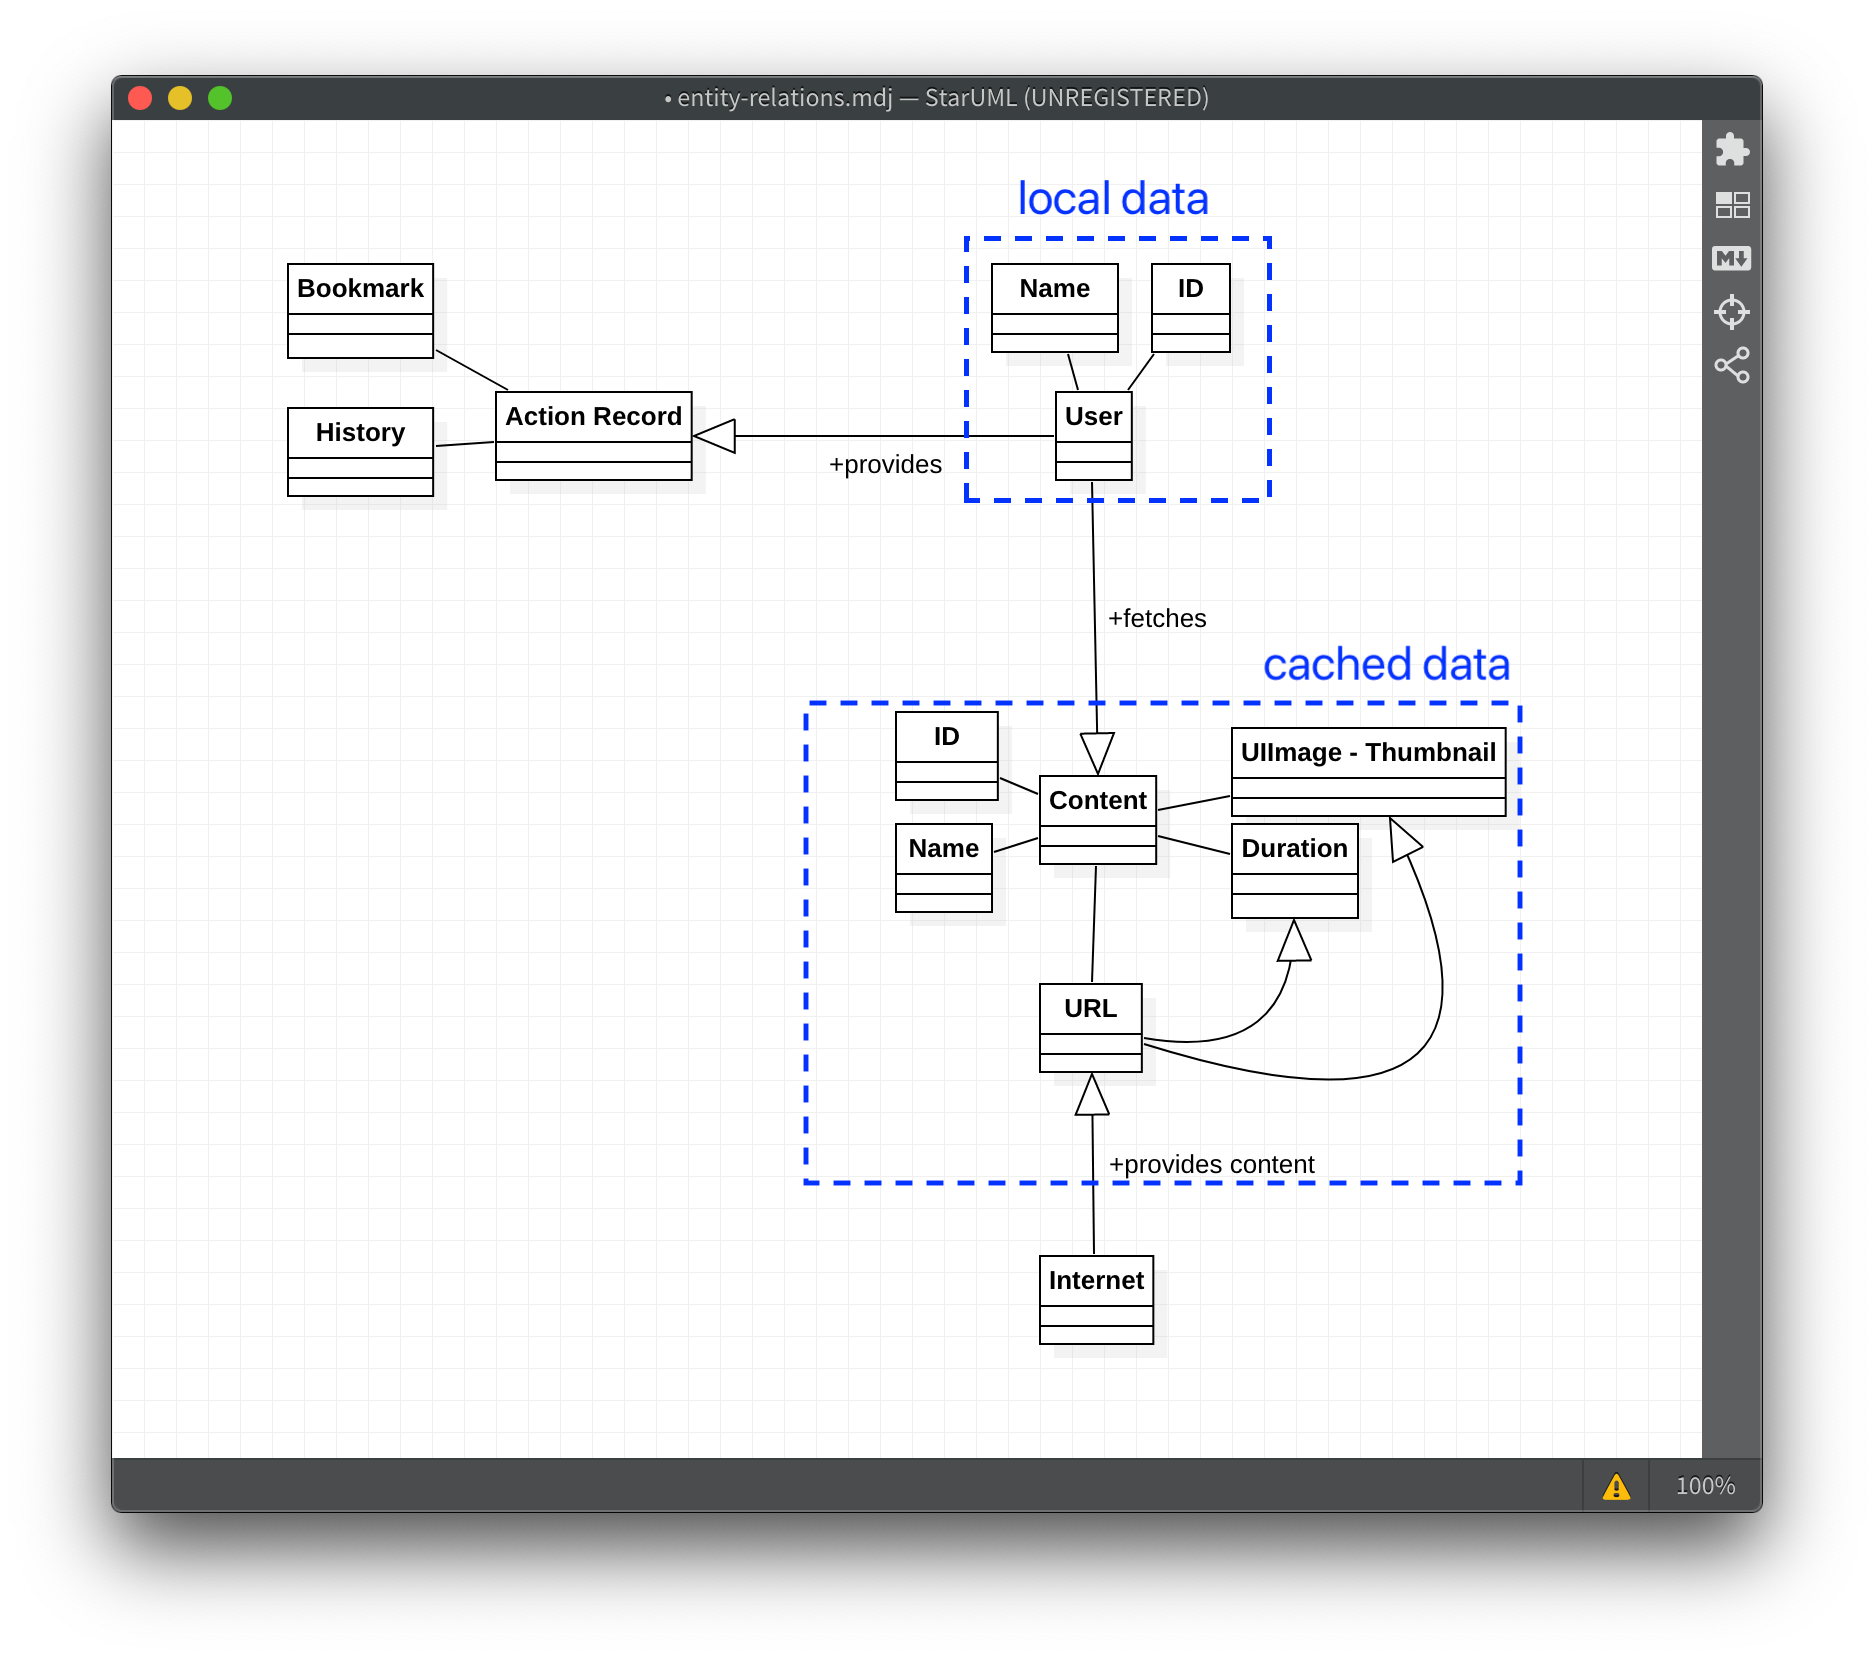 • entity-relations.mdj — StarUML (UNREGISTERED)
local data
Bookmark
Name
ID
History
Action Record
User
+provides
+fetches
cached data
ID
UIImage - Thumbnail
Content
Name
Duration
URL
+provides content
Internet
M
100%